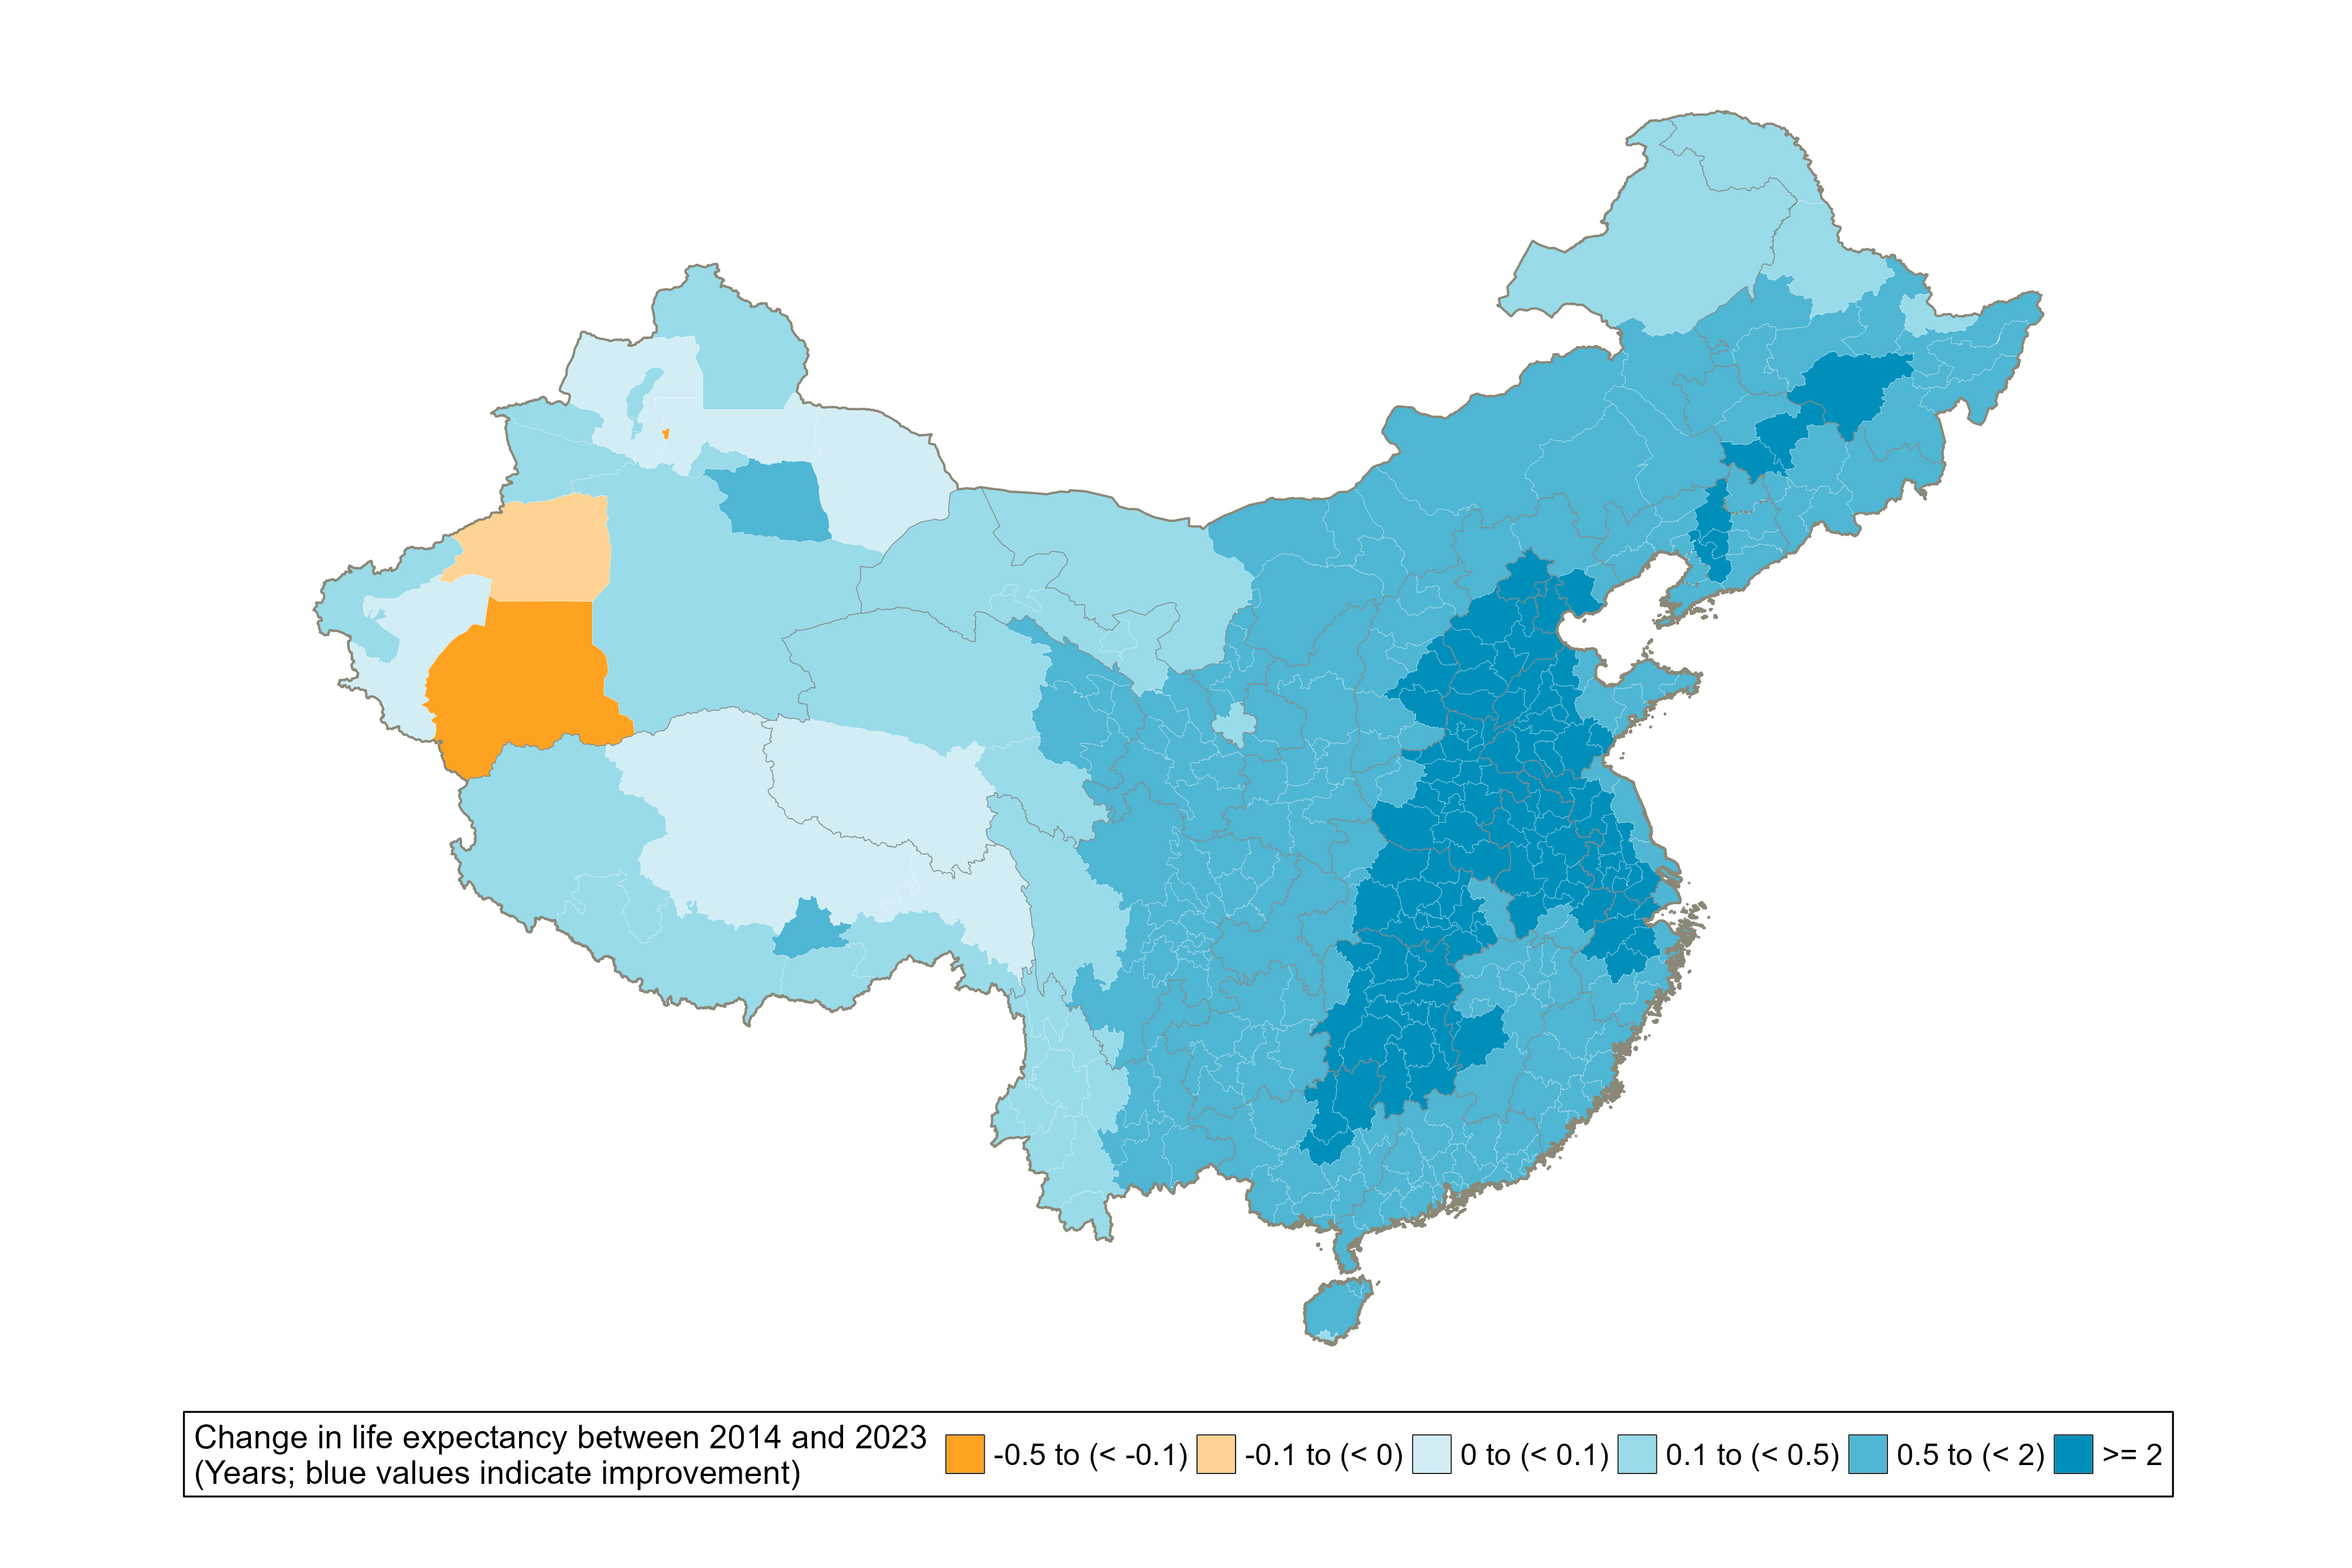 Change in life expectancy between 2014 and 2023
(Years; blue values indicate improvement)
-0.5 to (< -0.1) -0.1 to (< 0) 0 to (< 0.1) 0.1 to (< 0.5) 0.5 to (< 2) >= 2